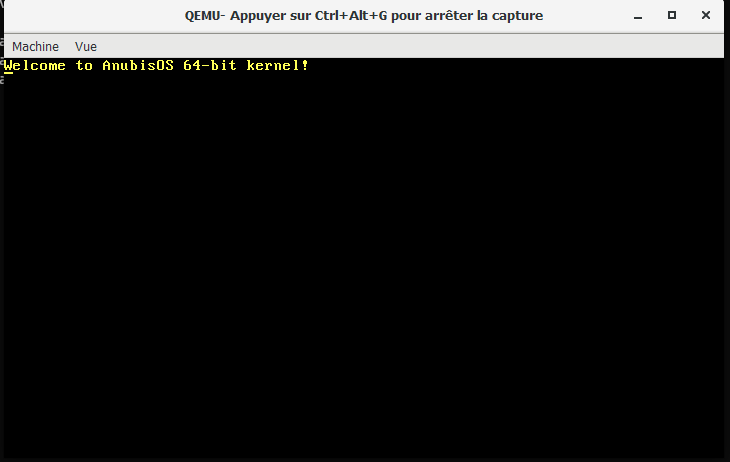 QEMU- Appuyer sur Ctrl+Alt+G pour arrêter la capture
Machine Vue
Welcome to AnubisOS 64-bit kernel!